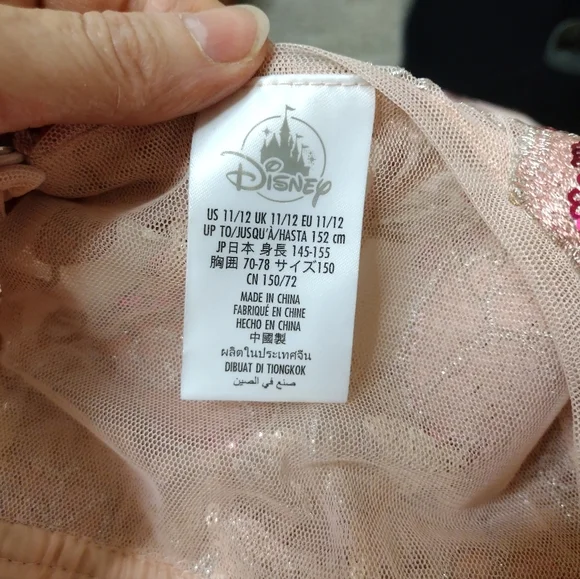 Disney
US 11/12 UK 11/12 EU 11/12
UP TO/JUSQU'À/HASTA 152 cm
JP日本 身長 145-155
胸囲 70-78 サイズ150
CN 150/72
MADE IN CHINA
FABRIQUÉ EN CHINE
HECHO EN CHINA
中國製
ผลิตในประเทศจีน
DIBUAT DI TIONGKOK
صنع في الصين